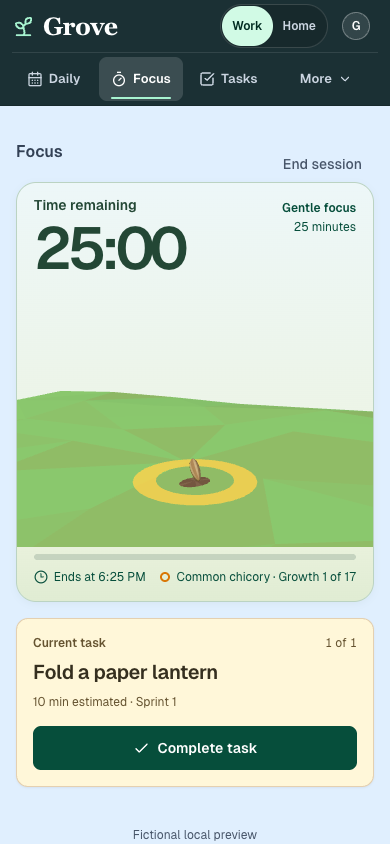 Grove
Work Home G
Daily Focus Tasks More
Focus
End session
Time remaining
25:00
Gentle focus
25 minutes
Ends at 6:25 PM Common chicory · Growth 1 of 17
Current task 1 of 1
Fold a paper lantern
10 min estimated · Sprint 1
Complete task
Fictional local preview